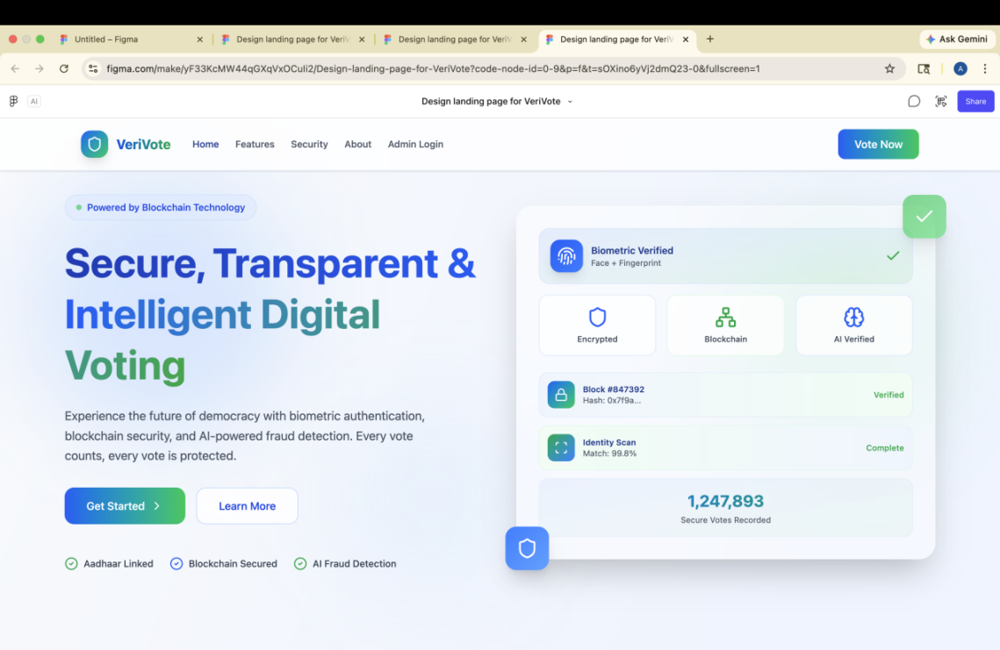 Untitled – Figma
Design landing page for VeriV
Design landing page for VeriV
Design landing page for VeriV
Ask Gemini
figma.com/make/yF33KcMW44qGXqVxOCuIi2/Design-landing-page-for-VeriVote?code-node-id=0-9&p=f&t=sOXino6yVj2dmQ23-0&fullscreen=1
A
AI
Design landing page for VeriVote
Share
VeriVote
Home
Features
Security
About
Admin Login
Vote Now
Powered by Blockchain Technology
Secure, Transparent &
Intelligent Digital
Voting
Experience the future of democracy with biometric authentication,
blockchain security, and AI-powered fraud detection. Every vote
counts, every vote is protected.
Get Started
Learn More
Aadhaar Linked
Blockchain Secured
AI Fraud Detection
Biometric Verified
Face + Fingerprint
Encrypted
Blockchain
AI Verified
Block #847392
Hash: 0x7f9a...
Verified
Identity Scan
Match: 99.8%
Complete
1,247,893
Secure Votes Recorded